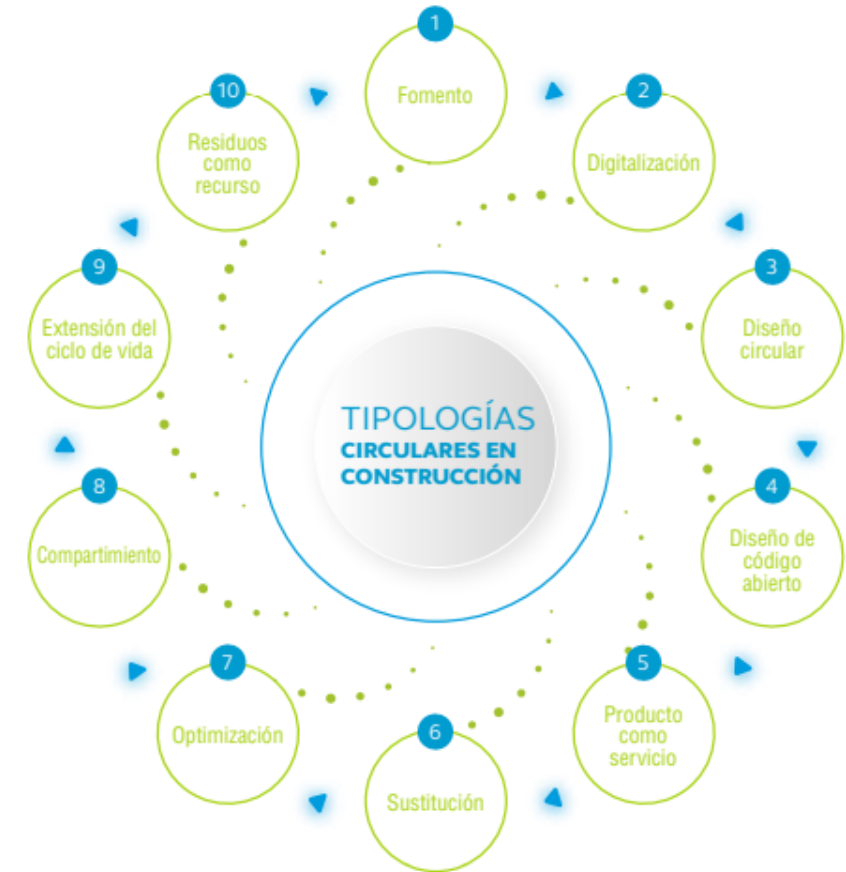 1
Fomento
2
Digitalización
3
Diseño
circular
4
Diseño de
código
abierto
5
Producto
como
servicio
6
Sustitución
7
Optimización
8
Compartimiento
9
Extensión del
ciclo de vida
10
Residuos
como
recurso
TIPOLOGÍAS
CIRCULARES EN
CONSTRUCCIÓN